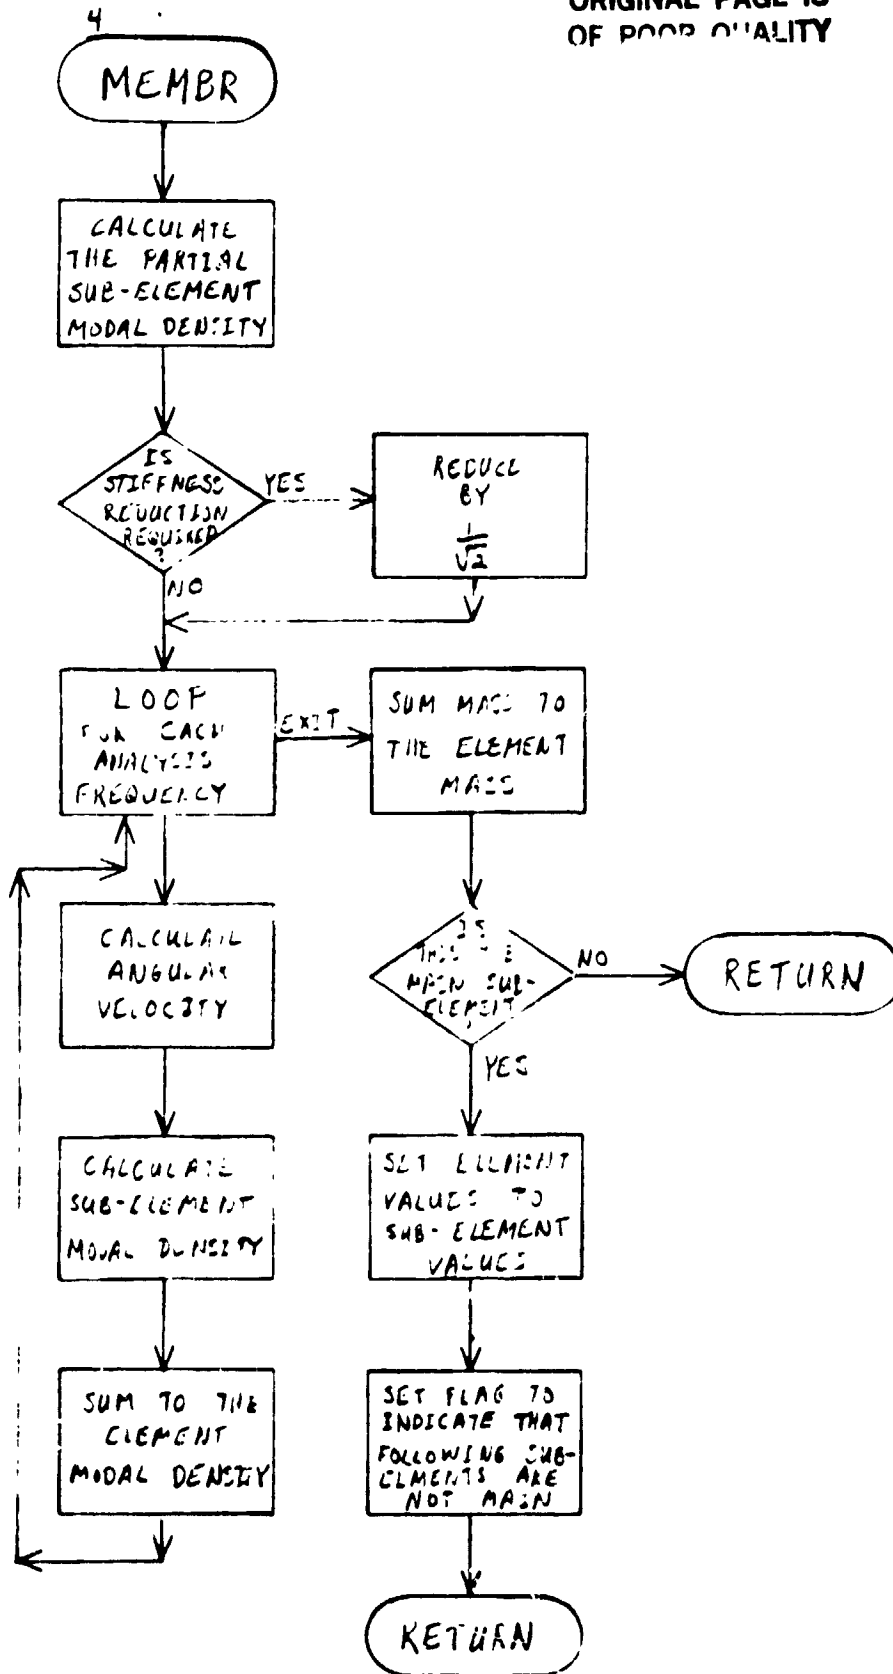 4
ORIGINAL PAGE IS
OF POOR QUALITY
MEMBR
CALCULATE
THE PARTIAL
SUB-ELEMENT
MODAL DENSITY
IS
STIFFNESS
REDUCTION
REQUIRED
?
YES
REDUCE
BY
1
√2
NO
LOOP
FOR EACH
ANALYSIS
FREQUENCY
EXIT
SUM MASS TO
THE ELEMENT
MASS
CALCULATE
ANGULAR
VELOCITY
IS
THIS THE
MAIN SUB-
ELEMENT
NO
RETURN
YES
CALCULATE
SUB-ELEMENT
MODAL DENSITY
SET ELEMENT
VALUES TO
SUB-ELEMENT
VALUES
SUM TO THE
ELEMENT
MODAL DENSITY
SET FLAG TO
INDICATE THAT
FOLLOWING SUB-
ELMENTS ARE
NOT MAIN
RETURN